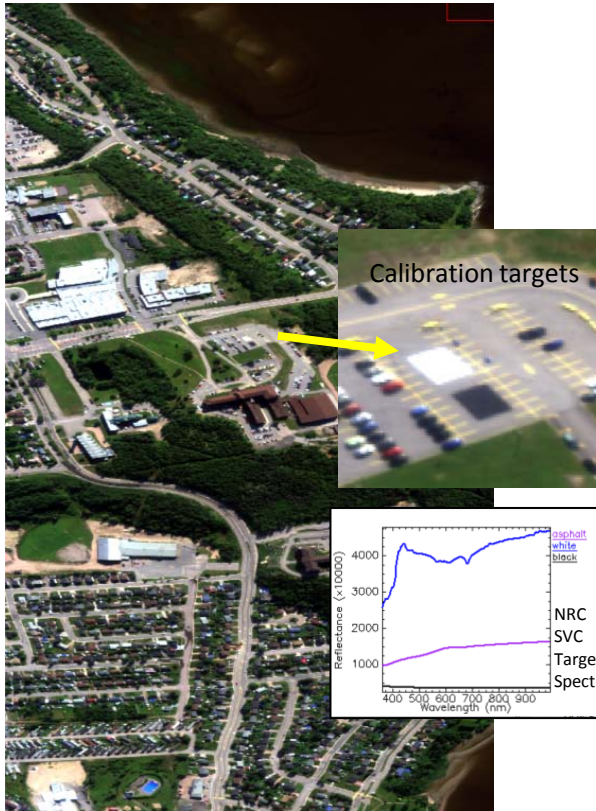 Calibration targets
asphalt
white
black
Reflectance (×10000)
4000
3000
2000
1000
400 500 600 700 800 900
Wavelength (nm)
NRC
SVC
Targe
Spect